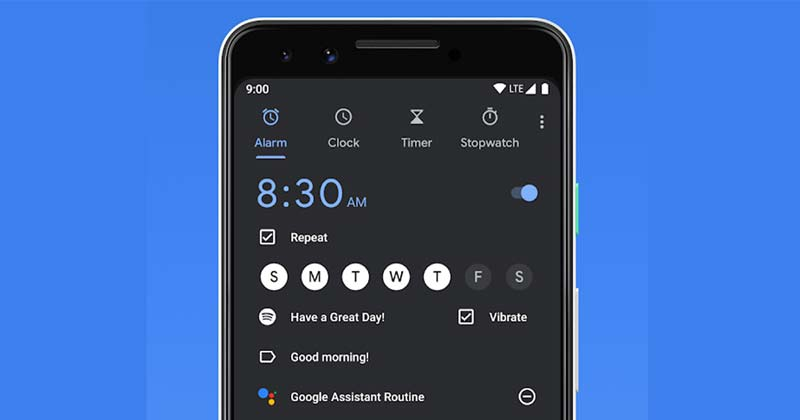 9:00 LTE
Alarm Clock Timer Stopwatch
8:30 AM
Repeat
S M T W T F S
Have a Great Day! Vibrate
Good morning!
Google Assistant Routine